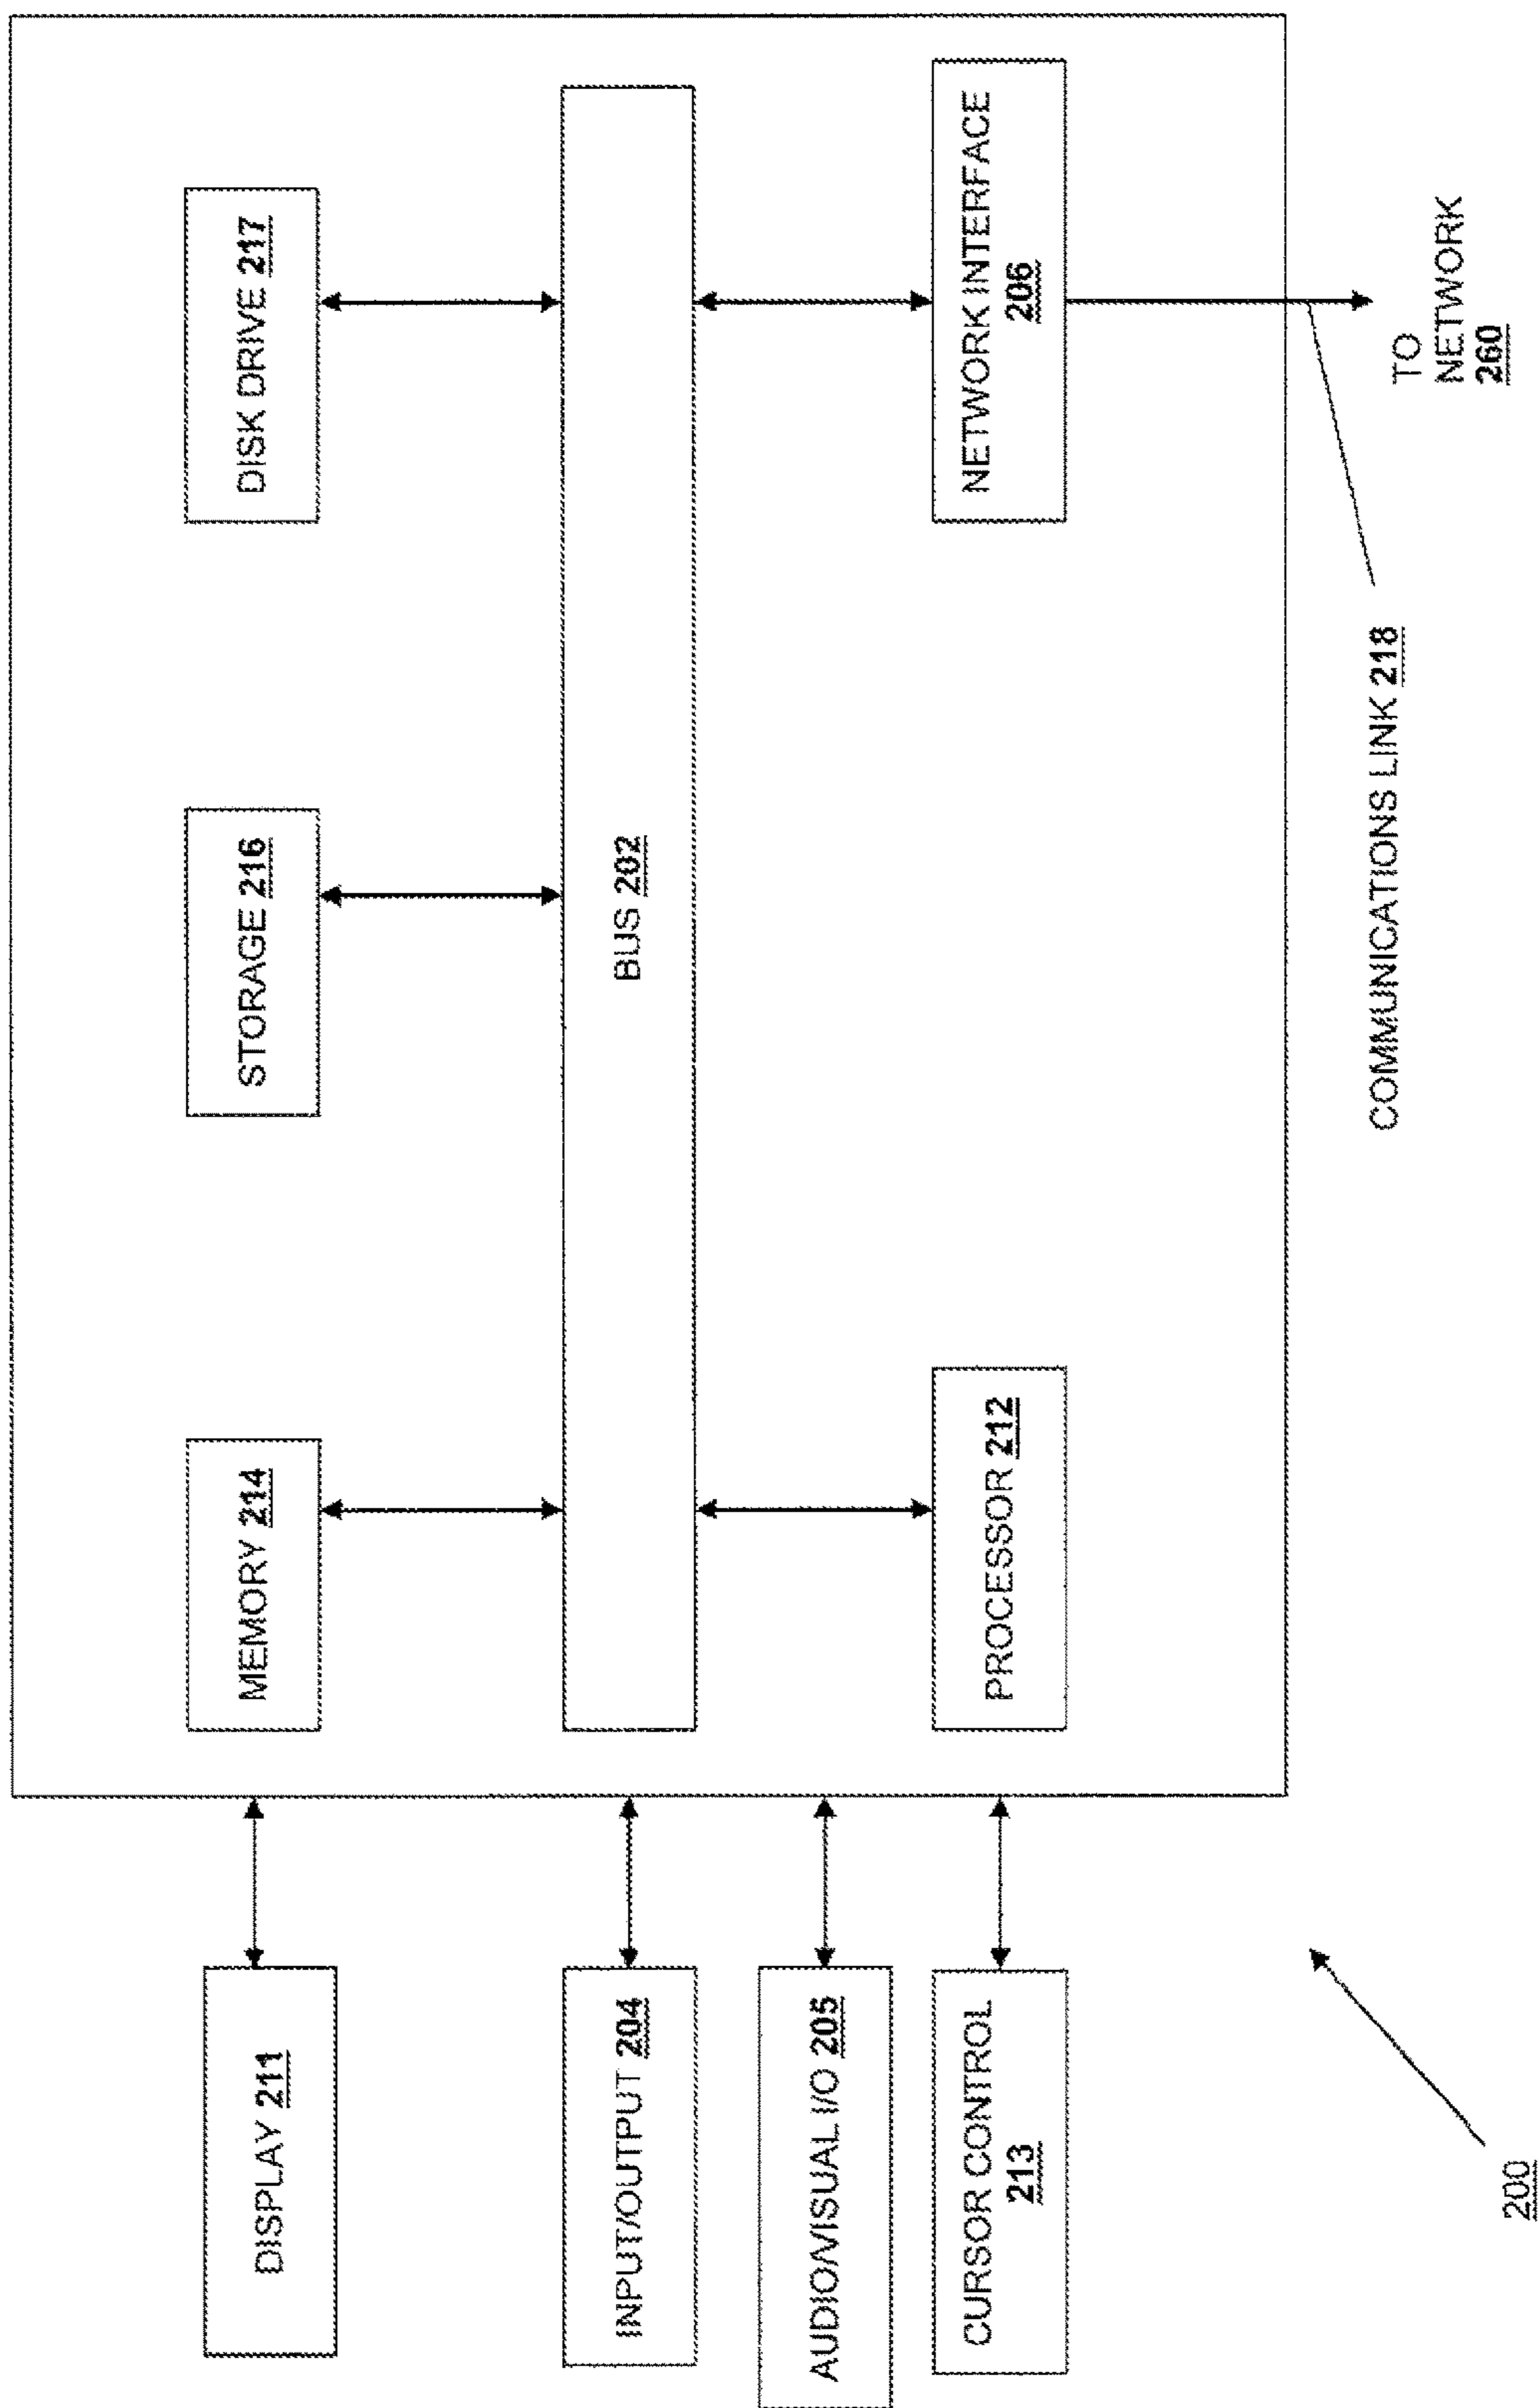 DISPLAY 211
INPUT/OUTPUT 204
AUDIO/VISUAL I/O 205
CURSOR CONTROL
213
MEMORY 214
STORAGE 216
DISK DRIVE 217
BUS 202
PROCESSOR 212
NETWORK INTERFACE
206
COMMUNICATIONS LINK 218
TO
NETWORK
260
200